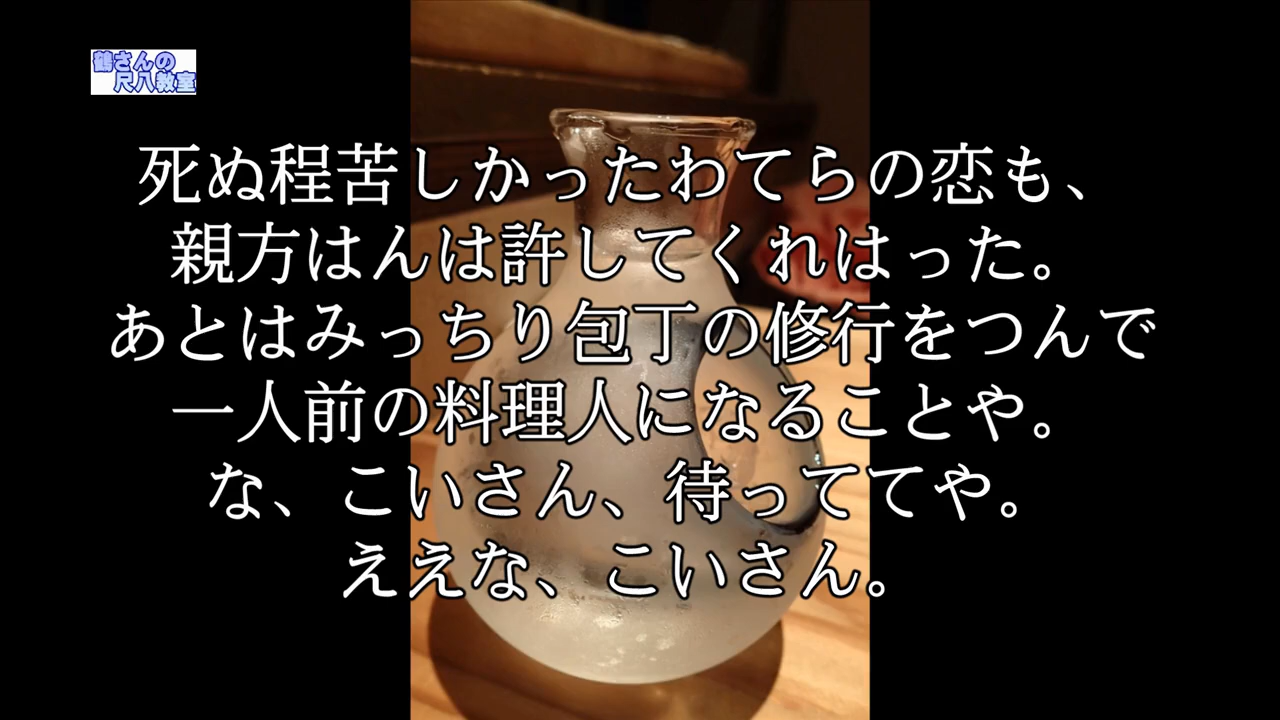 鶴さんの
尺八教室
死ぬ程苦しかったわてらの恋も、
親方はんは許してくれはった。
あとはみっちり包丁の修行をつんで
一人前の料理人になることや。
な、こいさん、待っててや。
ええな、こいさん。